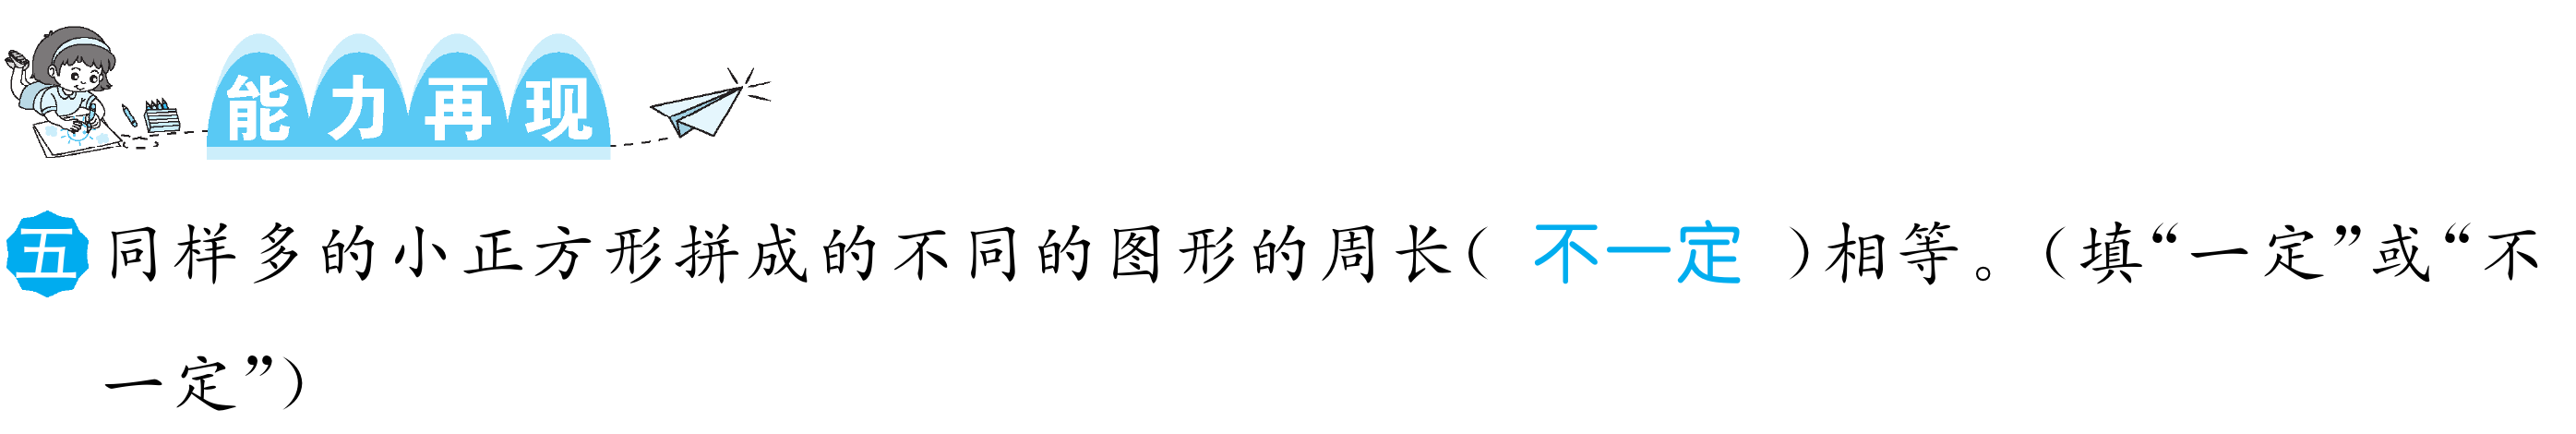 能力再现
五 同样多的小正方形拼成的不同的图形的周长( 不一定 )相等。(填“一定”或“不
一定”)